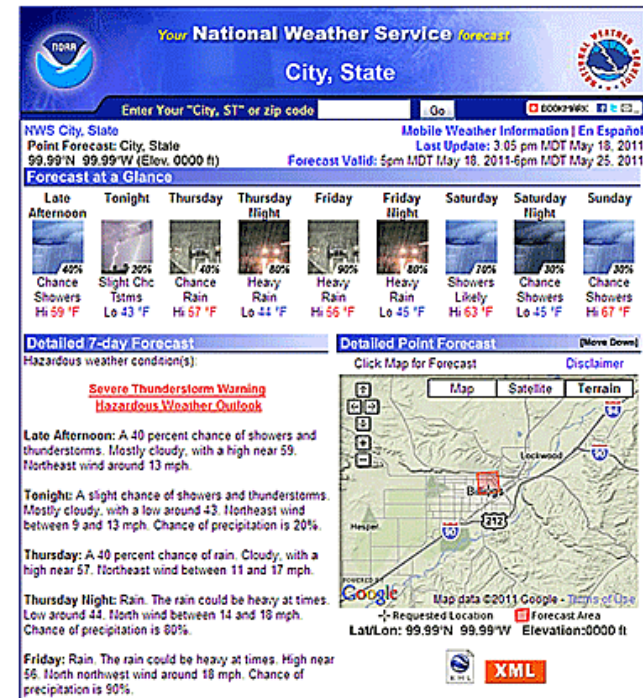 NOAA
Your National Weather Service forecast
City, State
Enter Your "City, ST" or zip code
Go
BOOKMARK
NWS City, State
Mobile Weather Information | En Español
Point Forecast: City, State
Last Update: 3:05 pm MDT May 18, 2011
99.99°N 99.99°W (Elev. 0000 ft)
Forecast Valid: 5pm MDT May 18, 2011-6pm MDT May 25, 2011
Forecast at a Glance
Late Afternoon
Tonight
Thursday
Thursday Night
Friday
Friday Night
Saturday
Saturday Night
Sunday
40% 20% 40% 80% 90% 80% 70% 30% 30%
Chance Showers
Slight Chc Tstms
Chance Rain
Heavy Rain
Heavy Rain
Heavy Rain
Showers Likely
Chance Showers
Chance Showers
Hi 59 °F Lo 43 °F Hi 57 °F Lo 44 °F Hi 56 °F Lo 45 °F Hi 63 °F Lo 45 °F Hi 67 °F
Detailed 7-day Forecast
Hazardous weather condition(s):
Severe Thunderstorm Warning
Hazardous Weather Outlook
Late Afternoon: A 40 percent chance of showers and
thunderstorms. Mostly cloudy, with a high near 59.
Northeast wind around 13 mph.
Tonight: A slight chance of showers and thunderstorms.
Mostly cloudy, with a low around 43. Northeast wind
between 9 and 13 mph. Chance of precipitation is 20%.
Thursday: A 40 percent chance of rain. Cloudy, with a
high near 57. Northeast wind between 11 and 17 mph.
Thursday Night: Rain. The rain could be heavy at times.
Low around 44. North wind between 14 and 18 mph.
Chance of precipitation is 80%.
Friday: Rain. The rain could be heavy at times. High near
56. North northwest wind around 18 mph. Chance of
precipitation is 90%.
Detailed Point Forecast
[Move Down]
Click Map for Forecast
Disclaimer
Map
Satellite
Terrain
94
Lockwood
90
Billings
Hesper
212
90
POWERED BY
Google
Map data ©2011 Google - Terms of Use
Requested Location
Forecast Area
Lat/Lon: 99.99°N 99.99°W Elevation:0000 ft
KML
XML